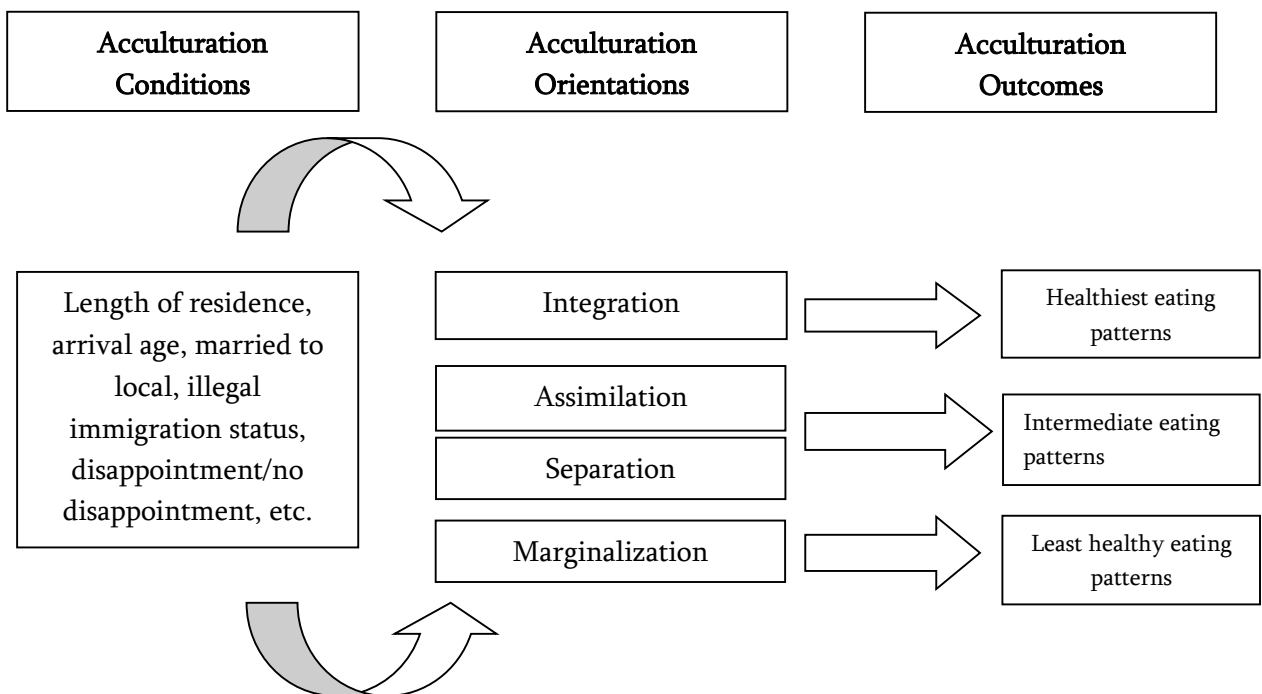 Acculturation
Conditions
Acculturation
Orientations
Acculturation
Outcomes
Length of residence,
arrival age, married to
local, illegal
immigration status,
disappointment/no
disappointment, etc.
Integration
Assimilation
Separation
Marginalization
Healthiest eating
patterns
Intermediate eating
patterns
Least healthy eating
patterns